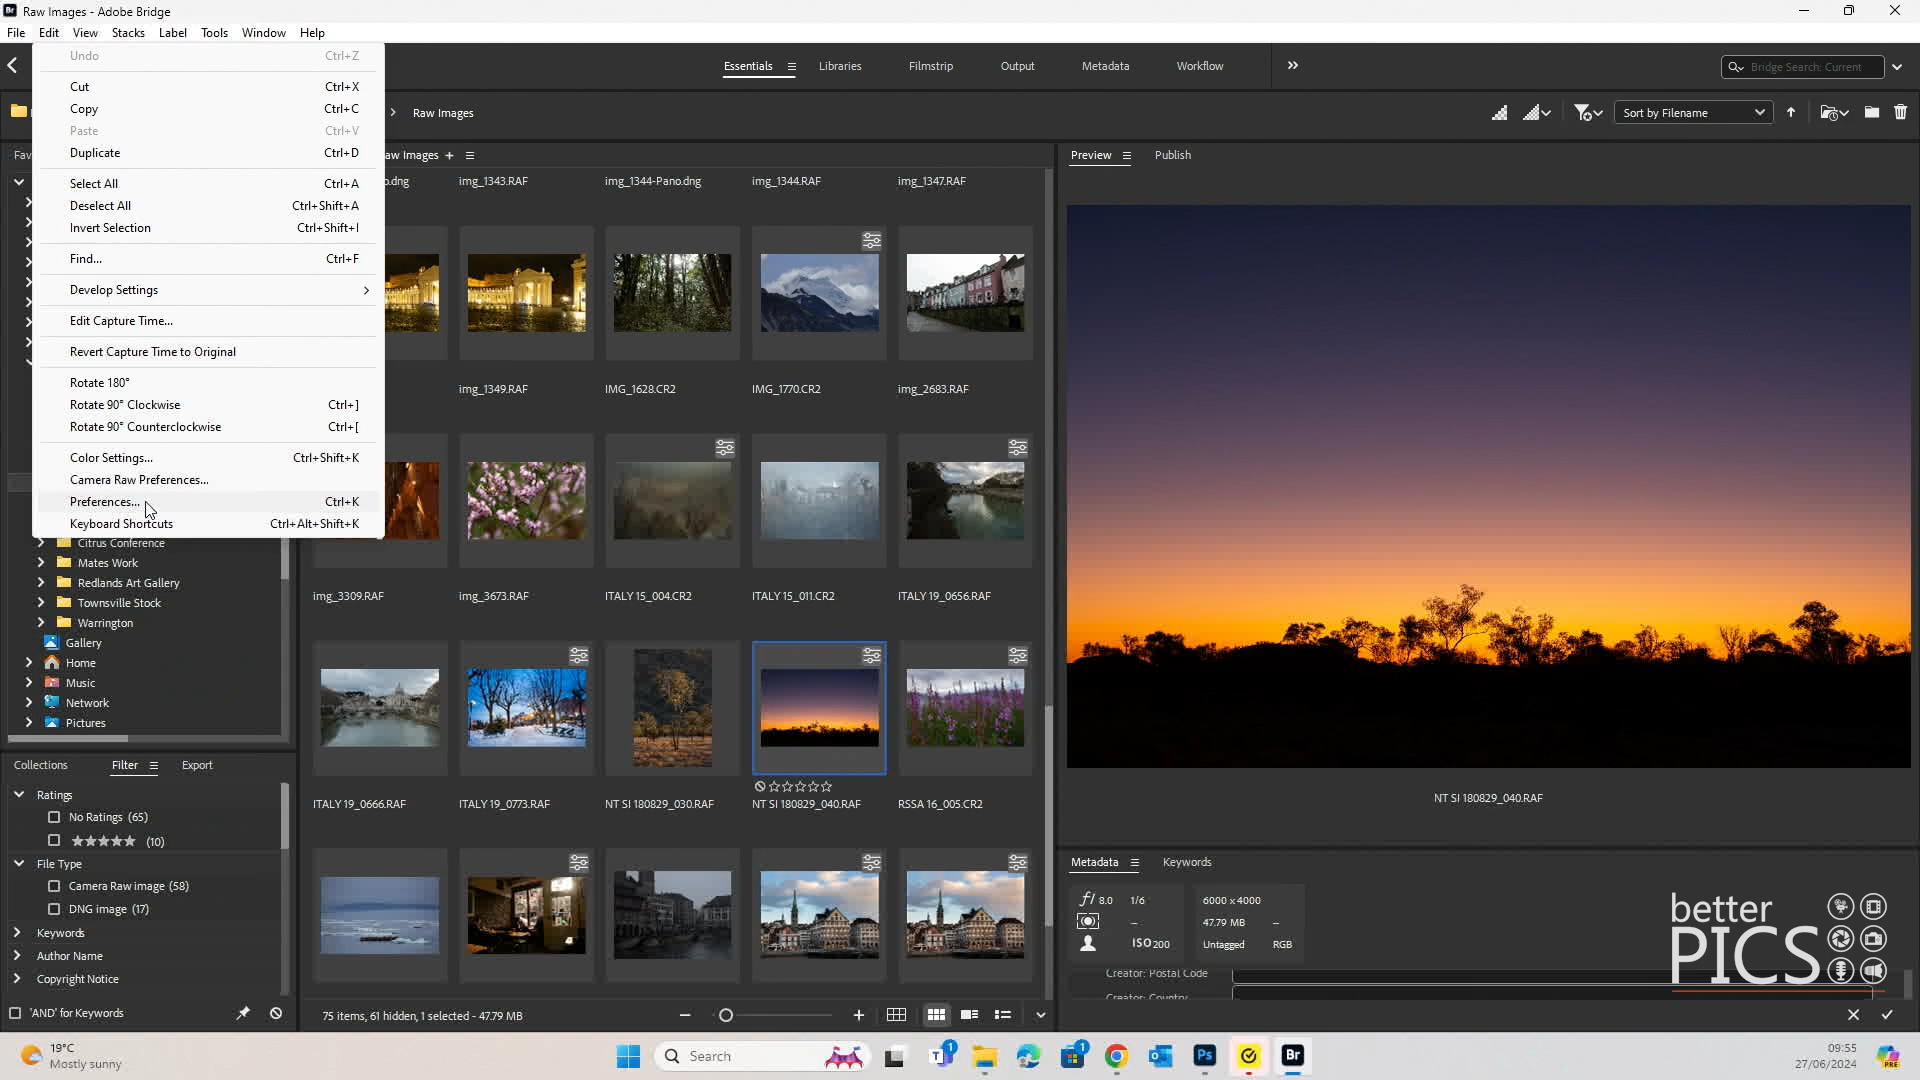 Raw Images - Adobe Bridge
File Edit View Stacks Label Tools Window Help
Undo Ctrl+Z
Cut Ctrl+X
Copy Ctrl+C
Paste Ctrl+V
Duplicate Ctrl+D
Select All Ctrl+A
Deselect All Ctrl+Shift+A
Invert Selection Ctrl+Shift+I
Find... Ctrl+F
Develop Settings
Edit Capture Time...
Revert Capture Time to Original
Rotate 180°
Rotate 90° Clockwise Ctrl+]
Rotate 90° Counterclockwise Ctrl+[
Color Settings... Ctrl+Shift+K
Camera Raw Preferences...
Preferences... Ctrl+K
Keyboard Shortcuts Ctrl+Alt+Shift+K
Essentials Libraries Filmstrip Output Metadata Workflow
Bridge Search: Current
Raw Images
Sort by Filename
Fav
aw Images
o.dng img_1343.RAF img_1344-Pano.dng img_1344.RAF img_1347.RAF
img_1349.RAF IMG_1628.CR2 IMG_1770.CR2 img_2683.RAF
img_3309.RAF img_3673.RAF ITALY 15_004.CR2 ITALY 15_011.CR2 ITALY 19_0656.RAF
ITALY 19_0666.RAF ITALY 19_0773.RAF NT SI 180829_030.RAF NT SI 180829_040.RAF RSSA 16_005.CR2
75 items, 61 hidden, 1 selected - 47.79 MB
Citrus Conference
Mates Work
Redlands Art Gallery
Townsville Stock
Warrington
Gallery
Home
Music
Network
Pictures
Collections Filter Export
Ratings
No Ratings (65)
(10)
File Type
Camera Raw image (58)
DNG image (17)
Keywords
Author Name
Copyright Notice
'AND' for Keywords
Preview Publish
NT SI 180829_040.RAF
Metadata Keywords
f/ 8.0 1/6
--
ISO200
6000 x 4000
47.79 MB --
Untagged RGB
Creator: Postal Code
Creator: Country
better
PICS
19°C
Mostly sunny
Search
T 1
1
Ps
Br
PRE
09:55
27/06/2024